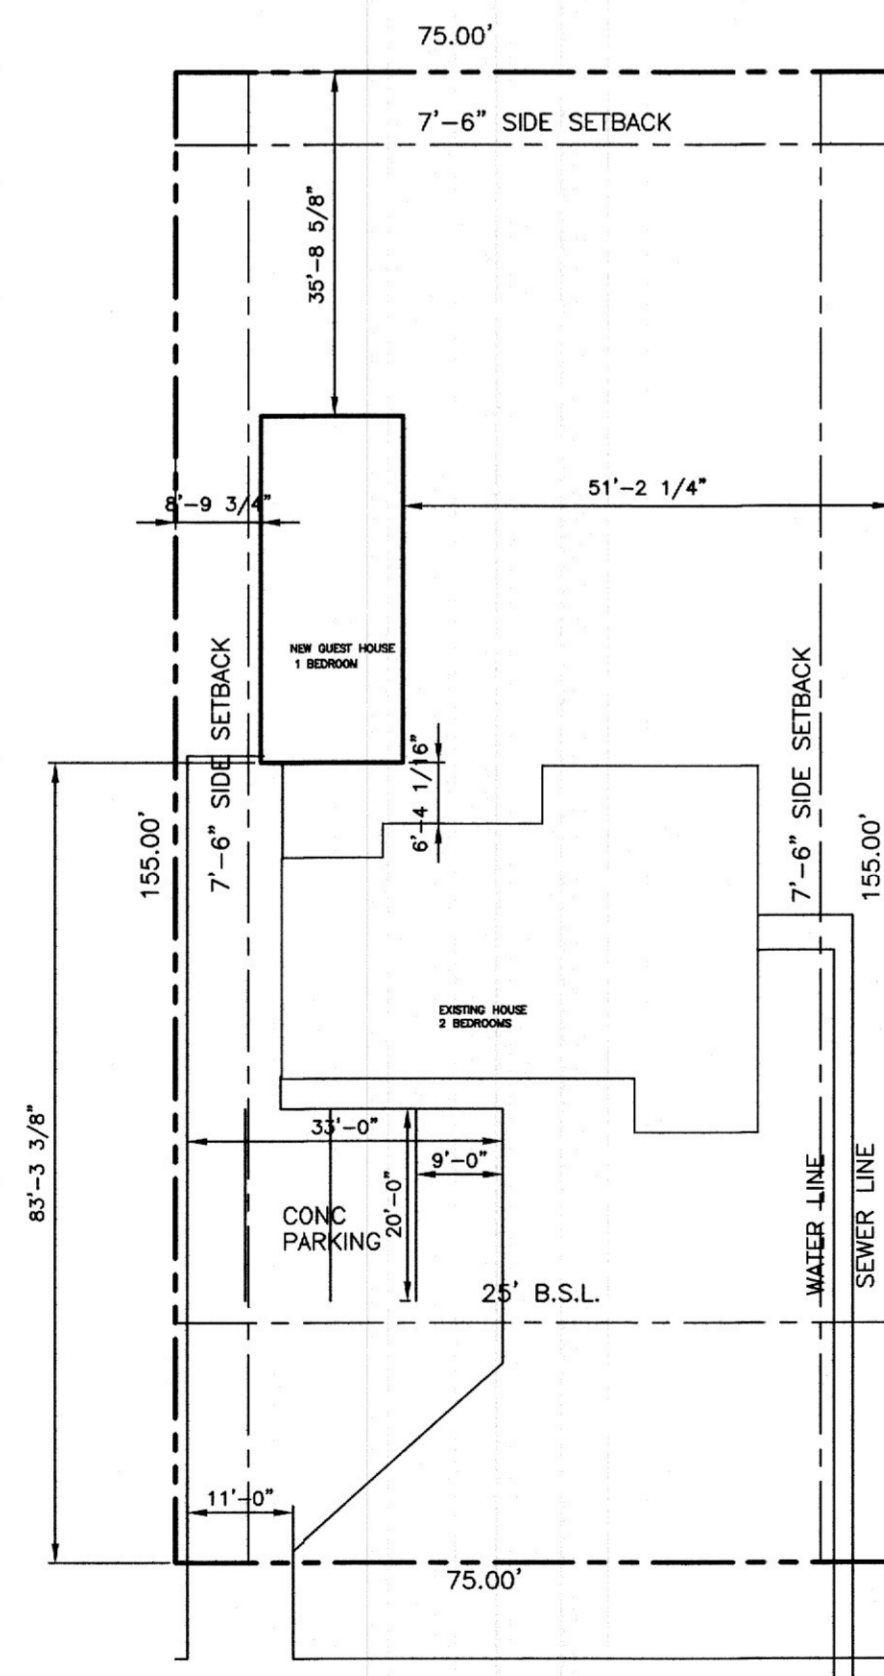 75.00'
7'-6" SIDE SETBACK
35'-8 5/8"
51'-2 1/4"
8'-9 3/4"
NEW GUEST HOUSE
1 BEDROOM
7'-6" SIDE SETBACK
7'-6" SIDE SETBACK
6'-4 1/16"
155.00'
155.00'
EXISTING HOUSE
2 BEDROOMS
83'-3 3/8"
33'-0"
9'-0"
20'-0"
CONC
PARKING
WATER LINE
SEWER LINE
25' B.S.L.
11'-0"
75.00'